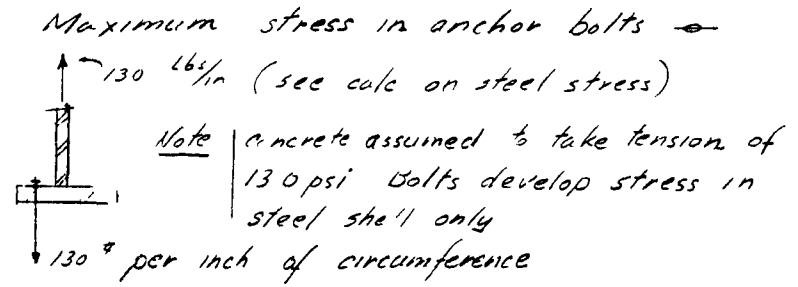 Maximum stress in anchor bolts
130 Lbs/in (see calc on steel stress)
Note concrete assumed to take tension of
130 psi Bolts develop stress in
steel shell only
130 # per inch of circumference